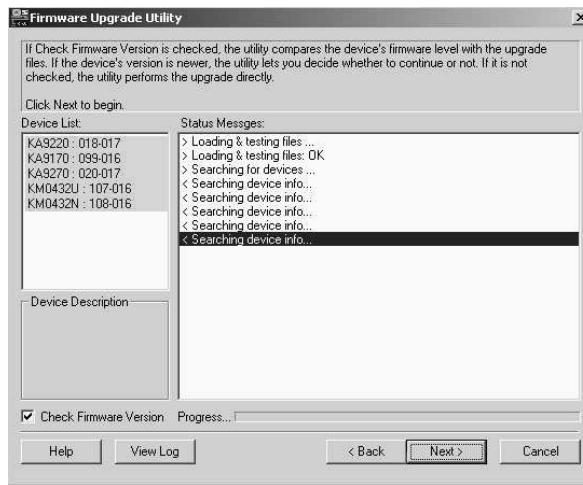 Firmware Upgrade Utility
If Check Firmware Version is checked, the utility compares the device's firmware level with the upgrade
files. If the device's version is newer, the utility lets you decide whether to continue or not. If it is not
checked, the utility performs the upgrade directly.
Click Next to begin.
Device List:
KA9220 : 018-017
KA9170 : 099-016
KA9270 : 020-017
KM0432U : 107-016
KM0432N : 108-016
Status Messges:
> Loading & testing files ...
> Loading & testing files: OK
> Searching for devices ...
< Searching device info...
< Searching device info...
< Searching device info...
< Searching device info...
< Searching device info...
Device Description
Check Firmware Version
Progress...
Help
View Log
< Back
Next >
Cancel